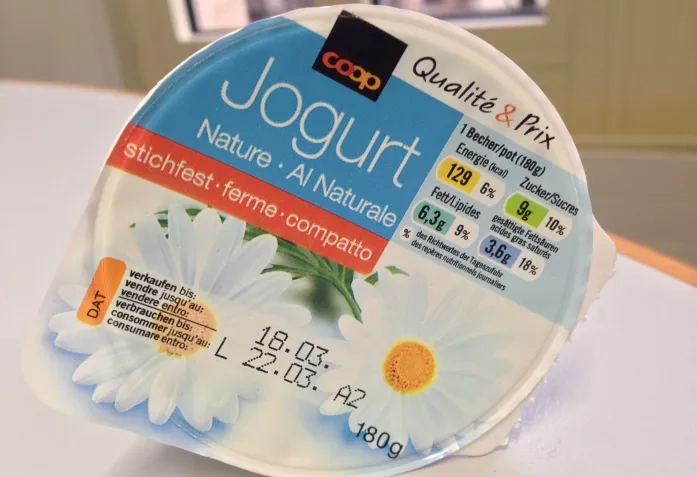 coop
Qualité & Prix
Jogurt
Nature · Al Naturale
stichfest · ferme · compatto
1 Becher/pot (180g)
Energie (kcal)
129 6%
Zucker/Sucres
9g 10%
Fett/Lipides
6,3g 9%
gesättigte Fettsäuren
acides gras saturés
3,6g 18%
% des Richtwertes der Tageszufuhr
des repères nutritionnels journaliers
DAT
verkaufen bis:
vendre jusqu'au:
vendere entro:
verbrauchen bis:
consommer jusqu'au:
consumare entro:
18.03.
L 22.03. A2
180g